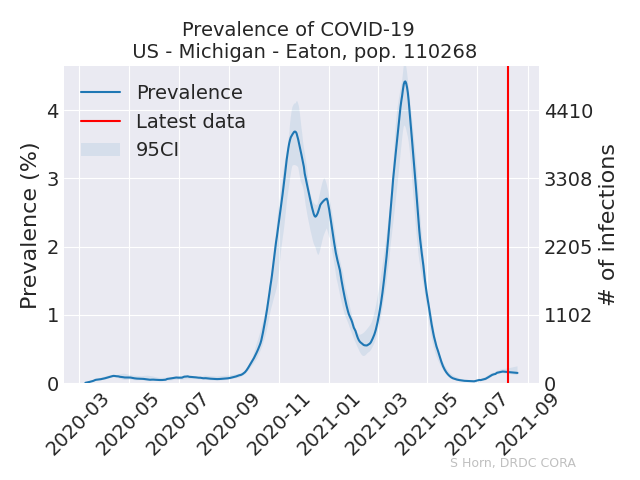 Prevalence of COVID-19
US - Michigan - Eaton, pop. 110268
Prevalence
Latest data
95CI
Prevalence (%)
4
3
2
1
0
4410
3308
2205
1102
0
# of infections
2020-03
2020-05
2020-07
2020-09
2020-11
2021-01
2021-03
2021-05
2021-07
2021-09
S Horn, DRDC CORA